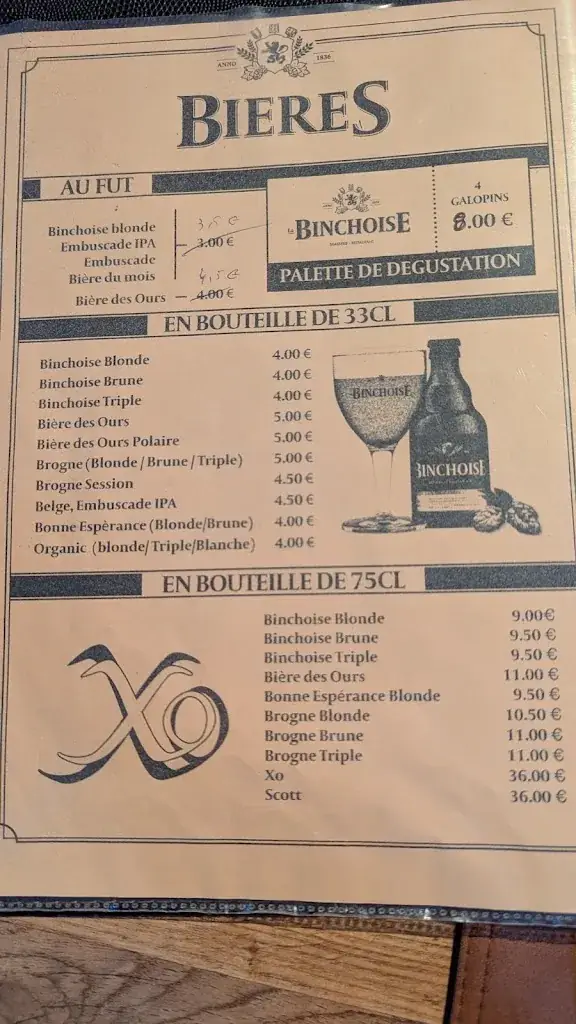 ANNO 1836
BIERES
AU FUT
Binchoise blonde
Embuscade IPA
Embuscade
Bière du mois
3,5 €
3.00 €
4,5 €
Bière des Ours — 4.00 €
BINCHOISE
4
GALOPINS
8.00 €
PALETTE DE DEGUSTATION
EN BOUTEILLE DE 33CL
Binchoise Blonde 4.00 €
Binchoise Brune 4.00 €
Binchoise Triple 4.00 €
Bière des Ours 5.00 €
Bière des Ours Polaire 5.00 €
Brogne (Blonde / Brune / Triple) 5.00 €
Brogne Session 4.50 €
Belge, Embuscade IPA 4.50 €
Bonne Espèrance (Blonde/Brune) 4.00 €
Organic (blonde/Triple/Blanche) 4.00 €
BINCHOISE
BINCHOISE
EN BOUTEILLE DE 75CL
XO
Binchoise Blonde 9.00€
Binchoise Brune 9.50 €
Binchoise Triple 9.50 €
Bière des Ours 11.00 €
Bonne Espérance Blonde 9.50 €
Brogne Blonde 10.50 €
Brogne Brune 11.00 €
Brogne Triple 11.00 €
Xo 36.00 €
Scott 36.00 €